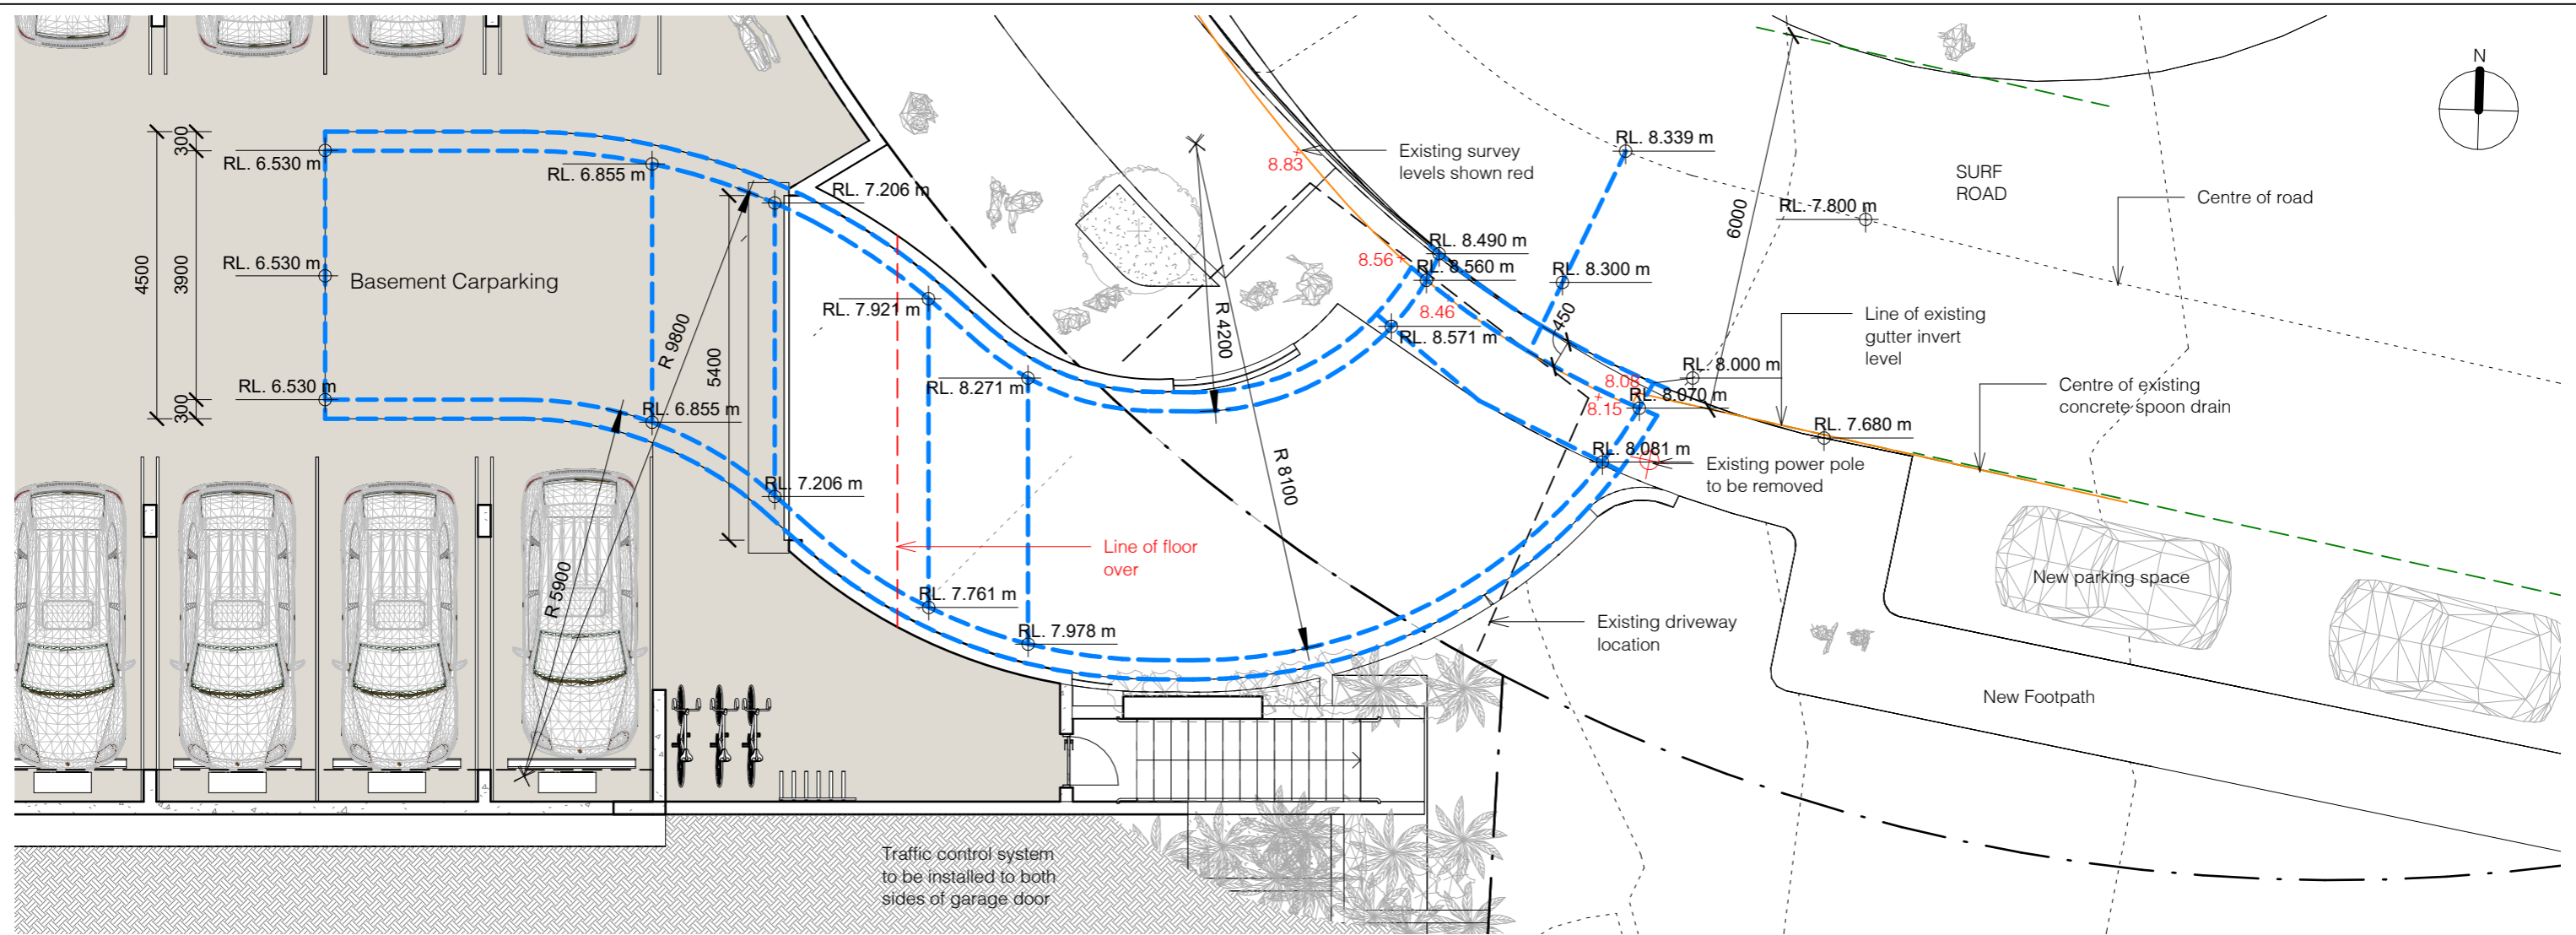 N
RL. 8.339 m
Existing survey
levels shown red
8.83
SURF
ROAD
Centre of road
RL. 7.800 m
6000
300
RL. 6.530 m
RL. 6.855 m
RL. 7.206 m
4500
3900
RL. 6.530 m
Basement Carparking
RL. 8.490 m
8.56
RL. 8.560 m
RL. 8.300 m
8.46
RL. 8.571 m
450
RL. 7.921 m
R 4200
R 9800
5400
Line of existing
gutter invert
level
RL. 8.000 m
8.08
8.15
RL. 8.070 m
Centre of existing
concrete spoon drain
RL. 7.680 m
RL. 6.530 m
300
RL. 6.855 m
RL. 8.271 m
RL. 8.081 m
Existing power pole
to be removed
RL. 7.206 m
R 8100
Line of floor
over
R 5900
RL. 7.761 m
RL. 7.978 m
Existing driveway
location
New parking space
New Footpath
Traffic control system
to be installed to both
sides of garage door